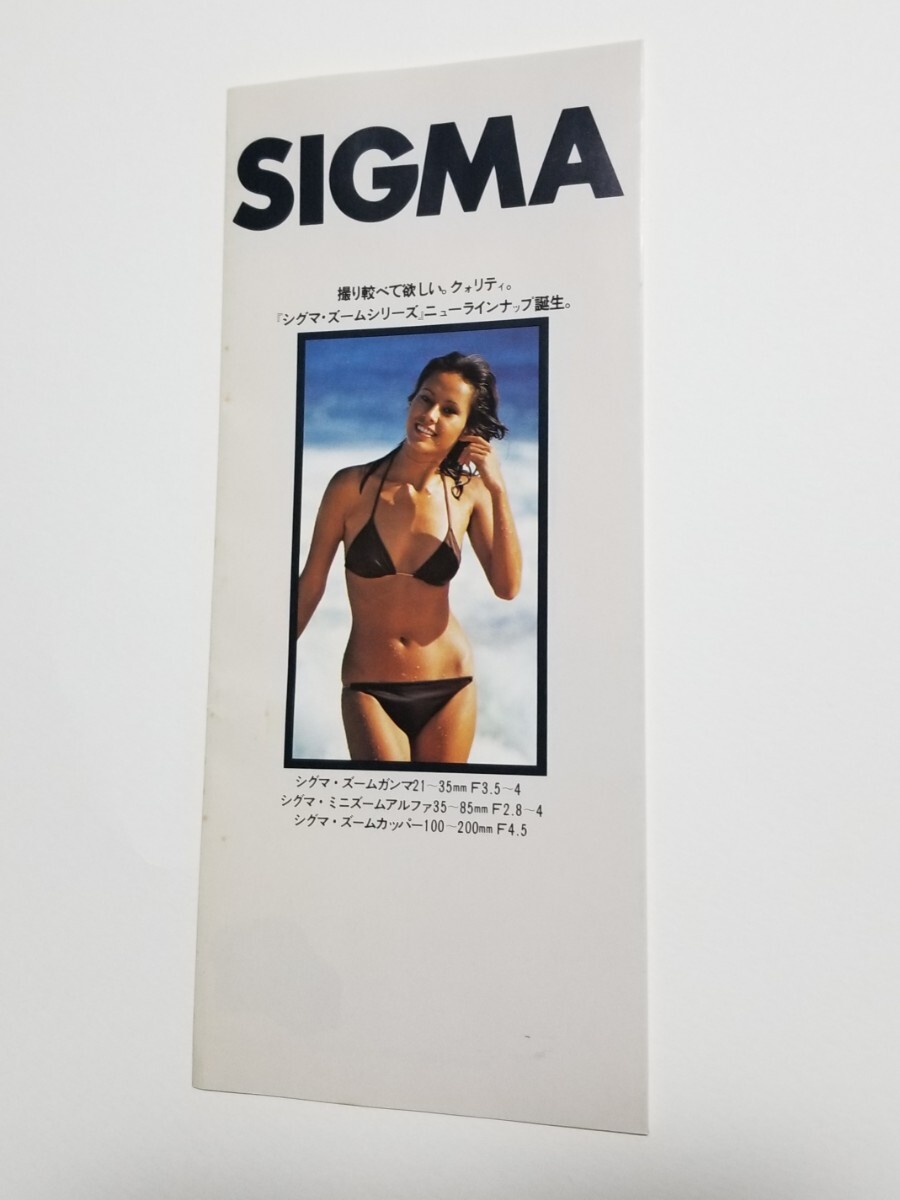 SIGMA
撮り較べて欲しい。クォリティ。
『シグマ・ズームシリーズ』ニューラインナップ誕生。
シグマ・ズームガンマ21~35mm F3.5~4
シグマ・ミニズームアルファ35~85mm F2.8~4
シグマ・ズームカッパー100~200mm F4.5